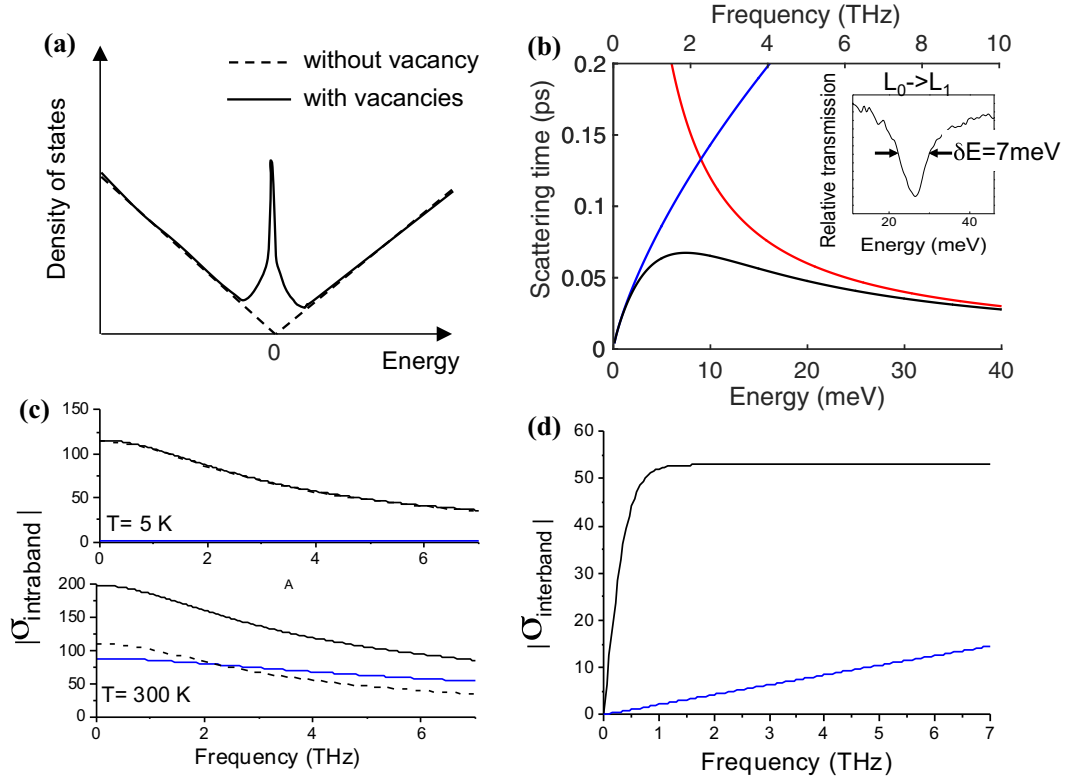 (a)
without vacancy
with vacancies
Density of states
0
Energy
(b)
Frequency (THz)
0 2 4 6 8 10
Scattering time (ps)
0.2
0.15
0.1
0.05
0
0 10 20 30 40
Energy (meV)
L0->L1
Relative transmission
δE=7meV
20 40
Energy (meV)
(c)
|σintraband|
150
100
50
0
T= 5 K
0 2 4 6
A
200
150
100
50
0
T= 300 K
0 2 4 6
Frequency (THz)
(d)
|σinterband|
60
50
40
30
20
10
0
0 1 2 3 4 5 6 7
Frequency (THz)